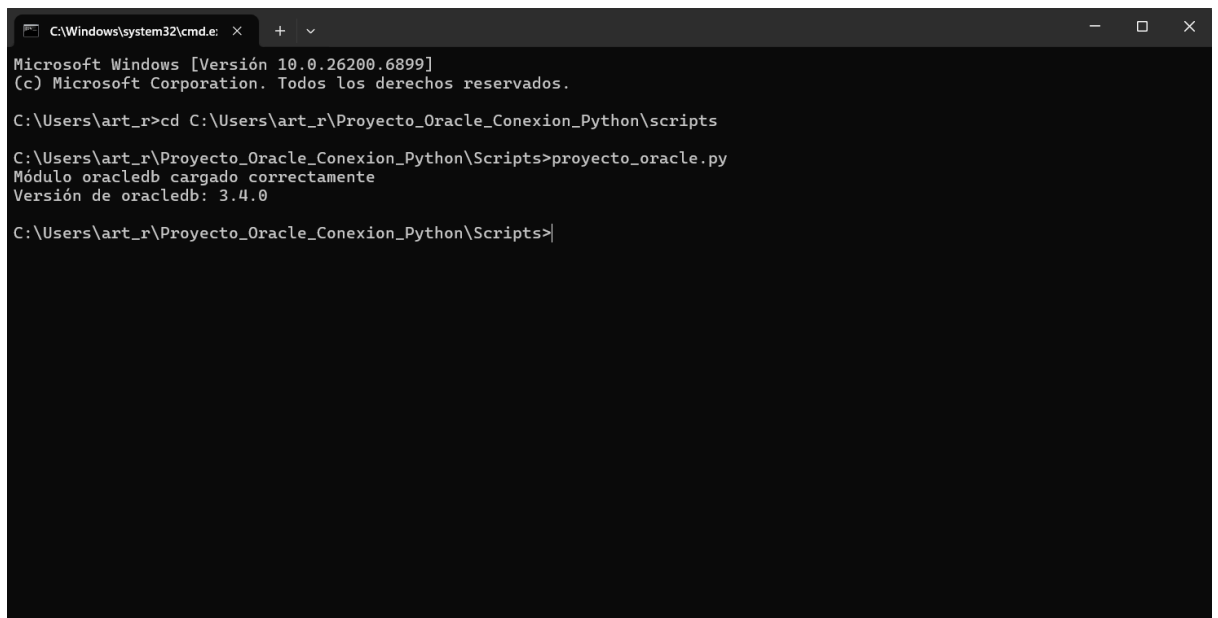 C:\Windows\system32\cmd.e:
Microsoft Windows [Versión 10.0.26200.6899]
(c) Microsoft Corporation. Todos los derechos reservados.
C:\Users\art_r>cd C:\Users\art_r\Proyecto_Oracle_Conexion_Python\scripts
C:\Users\art_r\Proyecto_Oracle_Conexion_Python\Scripts>proyecto_oracle.py
Módulo oracledb cargado correctamente
Versión de oracledb: 3.4.0
C:\Users\art_r\Proyecto_Oracle_Conexion_Python\Scripts>